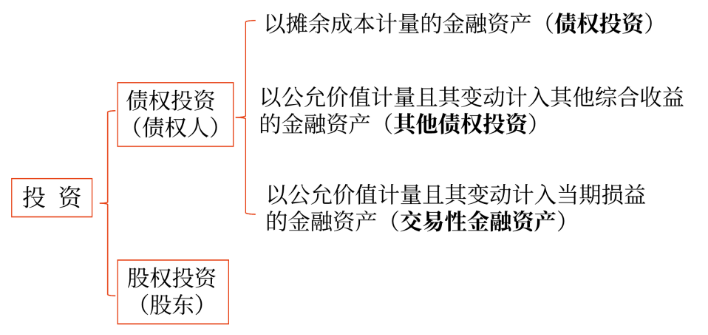 以摊余成本计量的金融资产（债权投资）
债权投资
（债权人）
以公允价值计量且其变动计入其他综合收益
的金融资产（其他债权投资）
投 资
以公允价值计量且其变动计入当期损益
的金融资产（交易性金融资产）
股权投资
（股东）